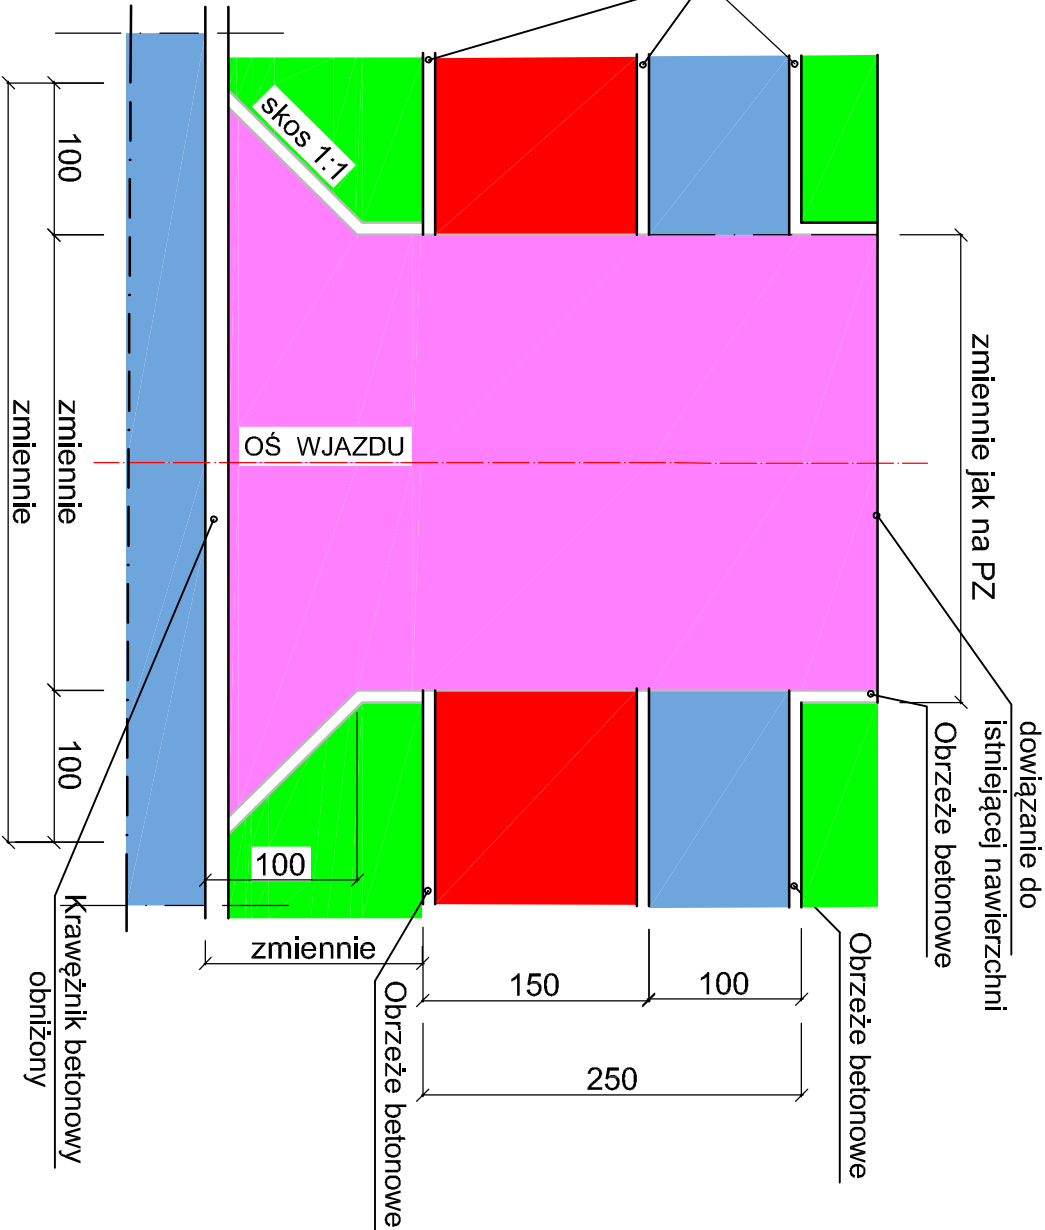 skos 1:1
100
zmiennie
zmiennie
100
OŚ WJAZDU
zmiennie jak na PZ
dowiązanie do
istniejącej nawierzchni
Obrzeże betonowe
Obrzeże betonowe
Obrzeże betonowe
Krawężnik betonowy
obniżony
100
zmiennie
150
100
250